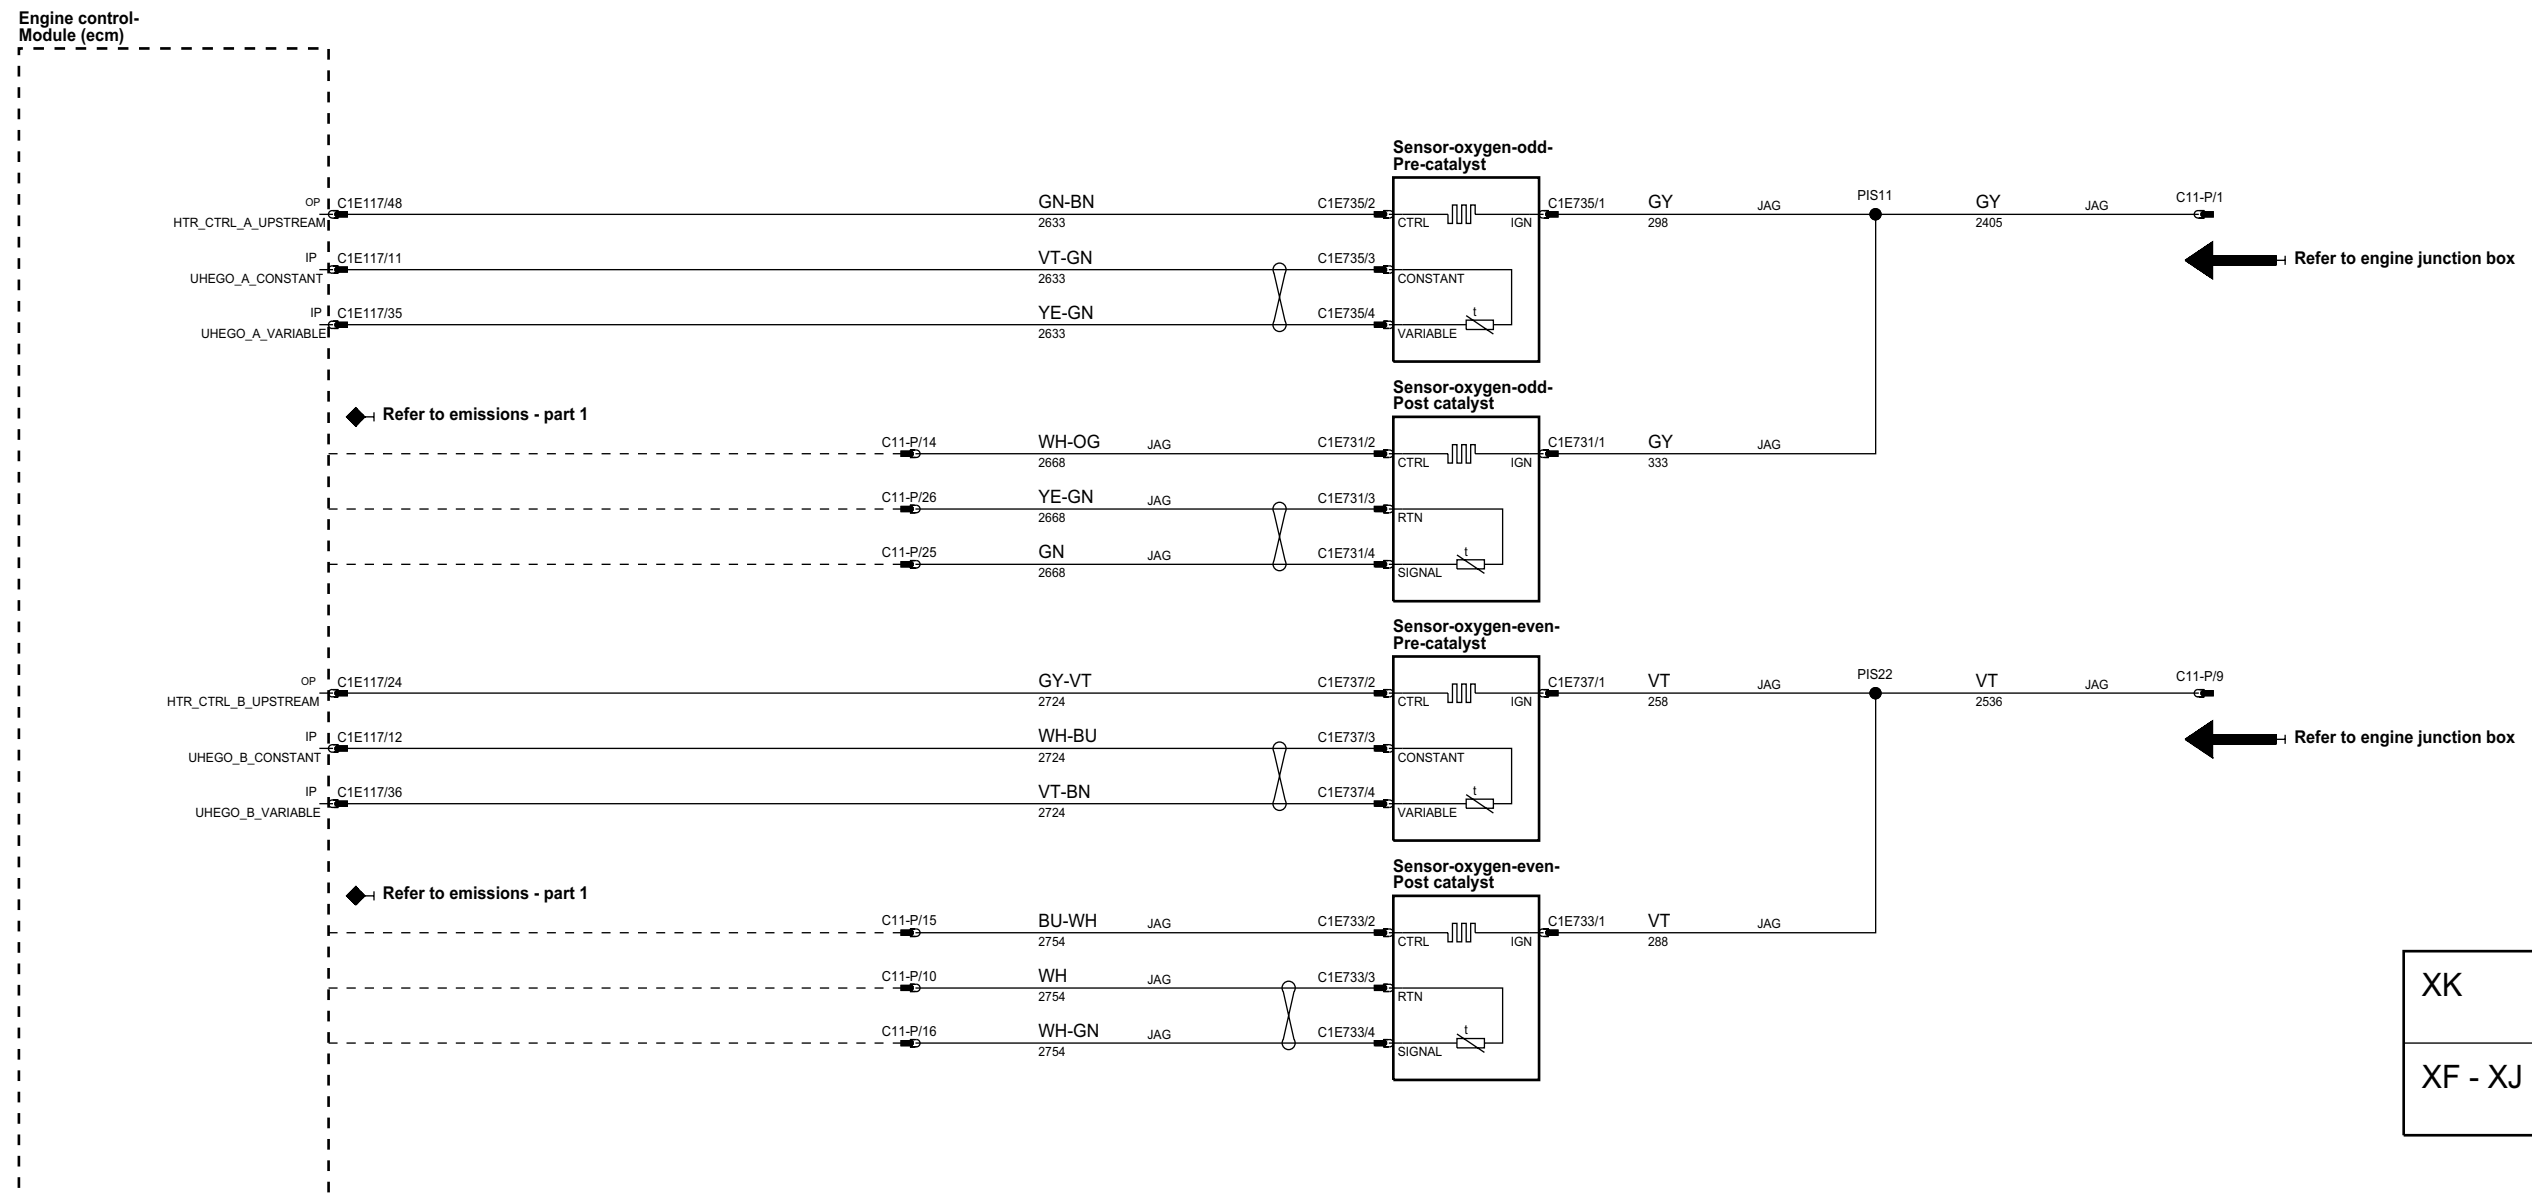 Engine control-
Module (ecm)
Sensor-oxygen-odd-
Pre-catalyst
OP C1E117/48 GN-BN C1E735/2 C1E735/1 GY PIS11 GY C11-P/1
HTR_CTRL_A_UPSTREAM 2633 CTRL IGN 298 JAG 2405 JAG
IP C1E117/11 VT-GN C1E735/3 Refer to engine junction box
UHEGO_A_CONSTANT 2633 CONSTANT
IP C1E117/35 YE-GN C1E735/4 t
UHEGO_A_VARIABLE 2633 VARIABLE
Sensor-oxygen-odd-
Post catalyst
Refer to emissions - part 1
C11-P/14 WH-OG JAG C1E731/2 C1E731/1 GY JAG
2668 CTRL IGN 333
C11-P/26 YE-GN JAG C1E731/3
2668 RTN
C11-P/25 GN JAG C1E731/4 t
2668 SIGNAL
Sensor-oxygen-even-
Pre-catalyst
OP C1E117/24 GY-VT C1E737/2 C1E737/1 VT JAG PIS22 VT JAG C11-P/9
HTR_CTRL_B_UPSTREAM 2724 CTRL IGN 258 2536
IP C1E117/12 WH-BU C1E737/3 Refer to engine junction box
UHEGO_B_CONSTANT 2724 CONSTANT
IP C1E117/36 VT-BN C1E737/4 t
UHEGO_B_VARIABLE 2724 VARIABLE
Sensor-oxygen-even-
Post catalyst
Refer to emissions - part 1
C11-P/15 BU-WH JAG C1E733/2 C1E733/1 VT JAG
2754 CTRL IGN 288
C11-P/10 WH JAG C1E733/3
2754 RTN
C11-P/16 WH-GN JAG C1E733/4 t
2754 SIGNAL
XK
XF - XJ